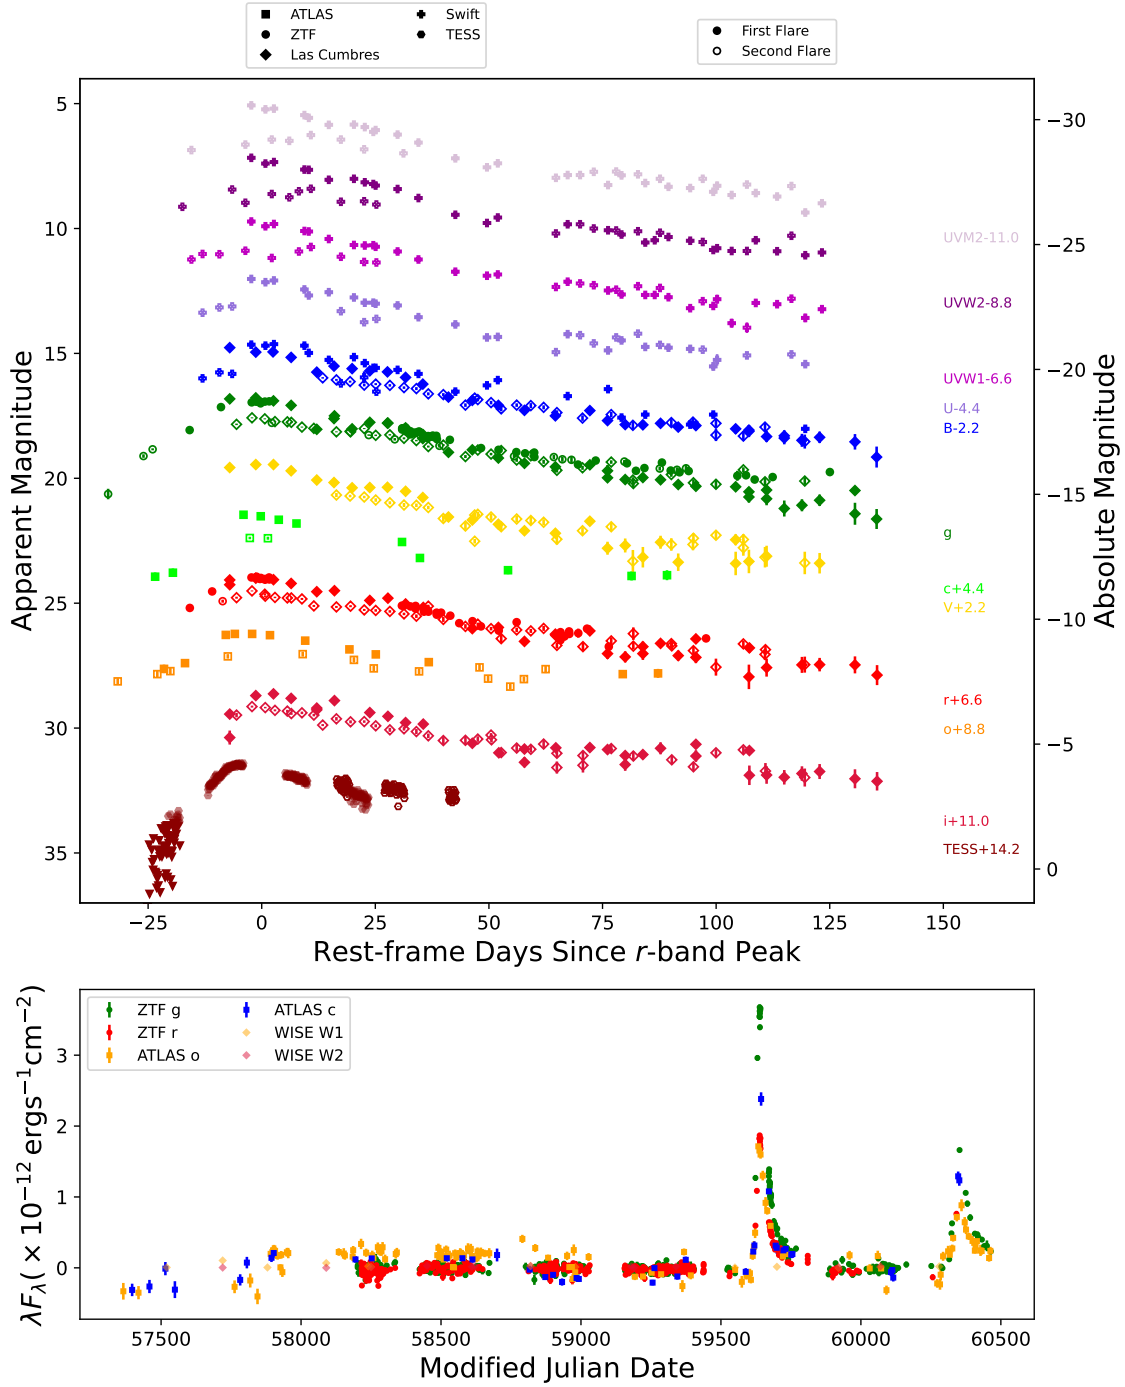 ATLAS
ZTF
Las Cumbres
Swift
TESS
First Flare
Second Flare
Apparent Magnitude
5
10
15
20
25
30
35
−30
−25
−20
−15
−10
−5
0
Absolute Magnitude
UVM2-11.0
UVW2-8.8
UVW1-6.6
U-4.4
B-2.2
g
c+4.4
V+2.2
r+6.6
o+8.8
i+11.0
TESS+14.2
−25 0 25 50 75 100 125 150
Rest-frame Days Since r-band Peak
ZTF g
ZTF r
ATLAS o
ATLAS c
WISE W1
WISE W2
λFλ( × 10−12 ergs−1cm−2)
3
2
1
0
57500 58000 58500 59000 59500 60000 60500
Modified Julian Date